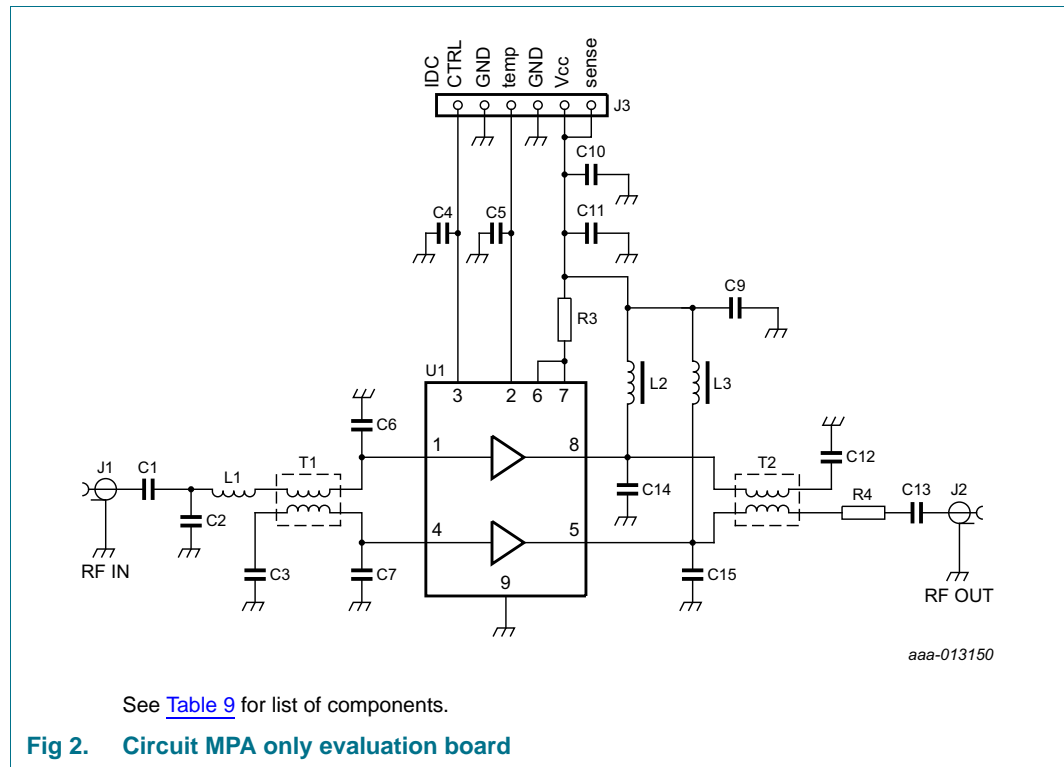 IDC
CTRL
GND
temp
GND
Vcc
sense
J3
C10
C4
C5
C11
C9
R3
U1
L2
L3
3
2
6
7
C6
1
8
C12
J1
C1
L1
T1
T2
C14
R4
C13
J2
C2
4
5
C3
C7
9
C15
RF IN
RF OUT
aaa-013150
See Table 9 for list of components.
Fig 2. Circuit MPA only evaluation board